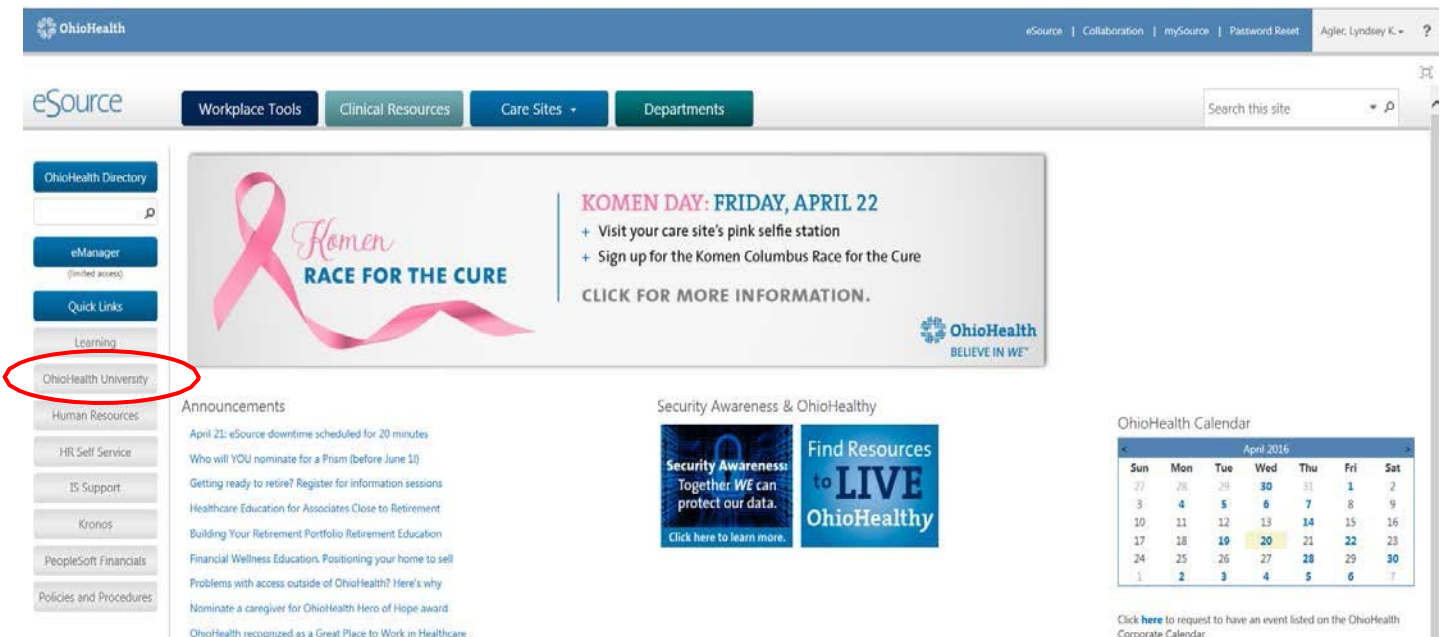 OhioHealth
eSource | Collaboration | mySource | Password Reset
Agler, Lyndsey K.
?
eSource
Workplace Tools
Clinical Resources
Care Sites
Departments
Search this site
OhioHealth Directory
eManager
(limited access)
Quick Links
Learning
OhioHealth University
Human Resources
HR Self Service
IS Support
Kronos
PeopleSoft Financials
Policies and Procedures
Komen
RACE FOR THE CURE
KOMEN DAY: FRIDAY, APRIL 22
+ Visit your care site's pink selfie station
+ Sign up for the Komen Columbus Race for the Cure
CLICK FOR MORE INFORMATION.
OhioHealth
BELIEVE IN WE℠
Announcements
April 21: eSource downtime scheduled for 20 minutes
Who will YOU nominate for a Prism (before June 1!)
Getting ready to retire? Register for information sessions
Healthcare Education for Associates Close to Retirement
Building Your Retirement Portfolio Retirement Education
Financial Wellness Education. Positioning your home to sell
Problems with access outside of OhioHealth? Here's why
Nominate a caregiver for OhioHealth Hero of Hope award
OhioHealth recognized as a Great Place to Work in Healthcare
Security Awareness & OhioHealthy
Security Awareness:
Together WE can
protect our data.
Click here to learn more.
Find Resources
to LIVE
OhioHealthy
OhioHealth Calendar
< April 2016 >
Sun Mon Tue Wed Thu Fri Sat
27 28 29 30 31 1 2
3 4 5 6 7 8 9
10 11 12 13 14 15 16
17 18 19 20 21 22 23
24 25 26 27 28 29 30
1 2 3 4 5 6 7
Click here to request to have an event listed on the OhioHealth
Corporate Calendar